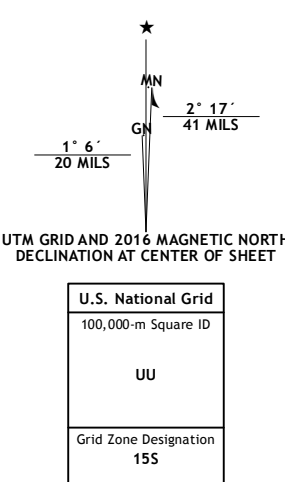 ★
MN
GN
2° 17´
41 MILS
1° 6´
20 MILS
UTM GRID AND 2016 MAGNETIC NORTH
DECLINATION AT CENTER OF SHEET
U.S. National Grid
100,000-m Square ID
UU
Grid Zone Designation
15S